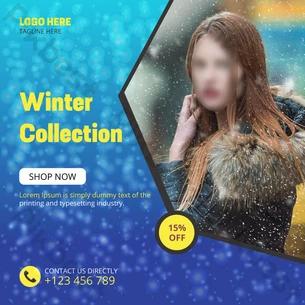 LOGO HERE
TAGLINE HERE
Winter
Collection
SHOP NOW
Lorem Ipsum is simply dummy text of the
printing and typesetting industry.
15%
OFF
CONTACT US DIRECTLY
+123 456 789